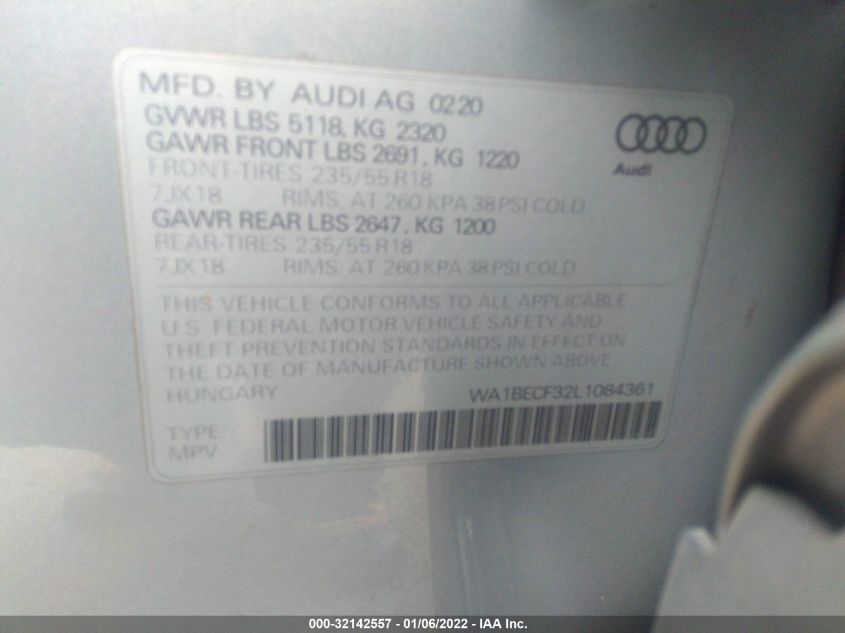 MFD. BY AUDI AG 0220
GVWR LBS 5118, KG 2320
GAWR FRONT LBS 2691, KG 1220
FRONT-TIRES 235/55 R18
7JX18 RIMS, AT 260 KPA 38 PSI COLD
GAWR REAR LBS 2647, KG 1200
REAR-TIRES 235/55 R18
7JX18 RIMS, AT 260 KPA 38 PSI COLD
Audi
THIS VEHICLE CONFORMS TO ALL APPLICABLE
U.S. FEDERAL MOTOR VEHICLE SAFETY AND
THEFT PREVENTION STANDARDS IN EFFECT ON
THE DATE OF MANUFACTURE SHOWN ABOVE
HUNGARY WA1BECF32L1084361
TYPE
MPV
000-32142557 - 01/06/2022 - IAA Inc.